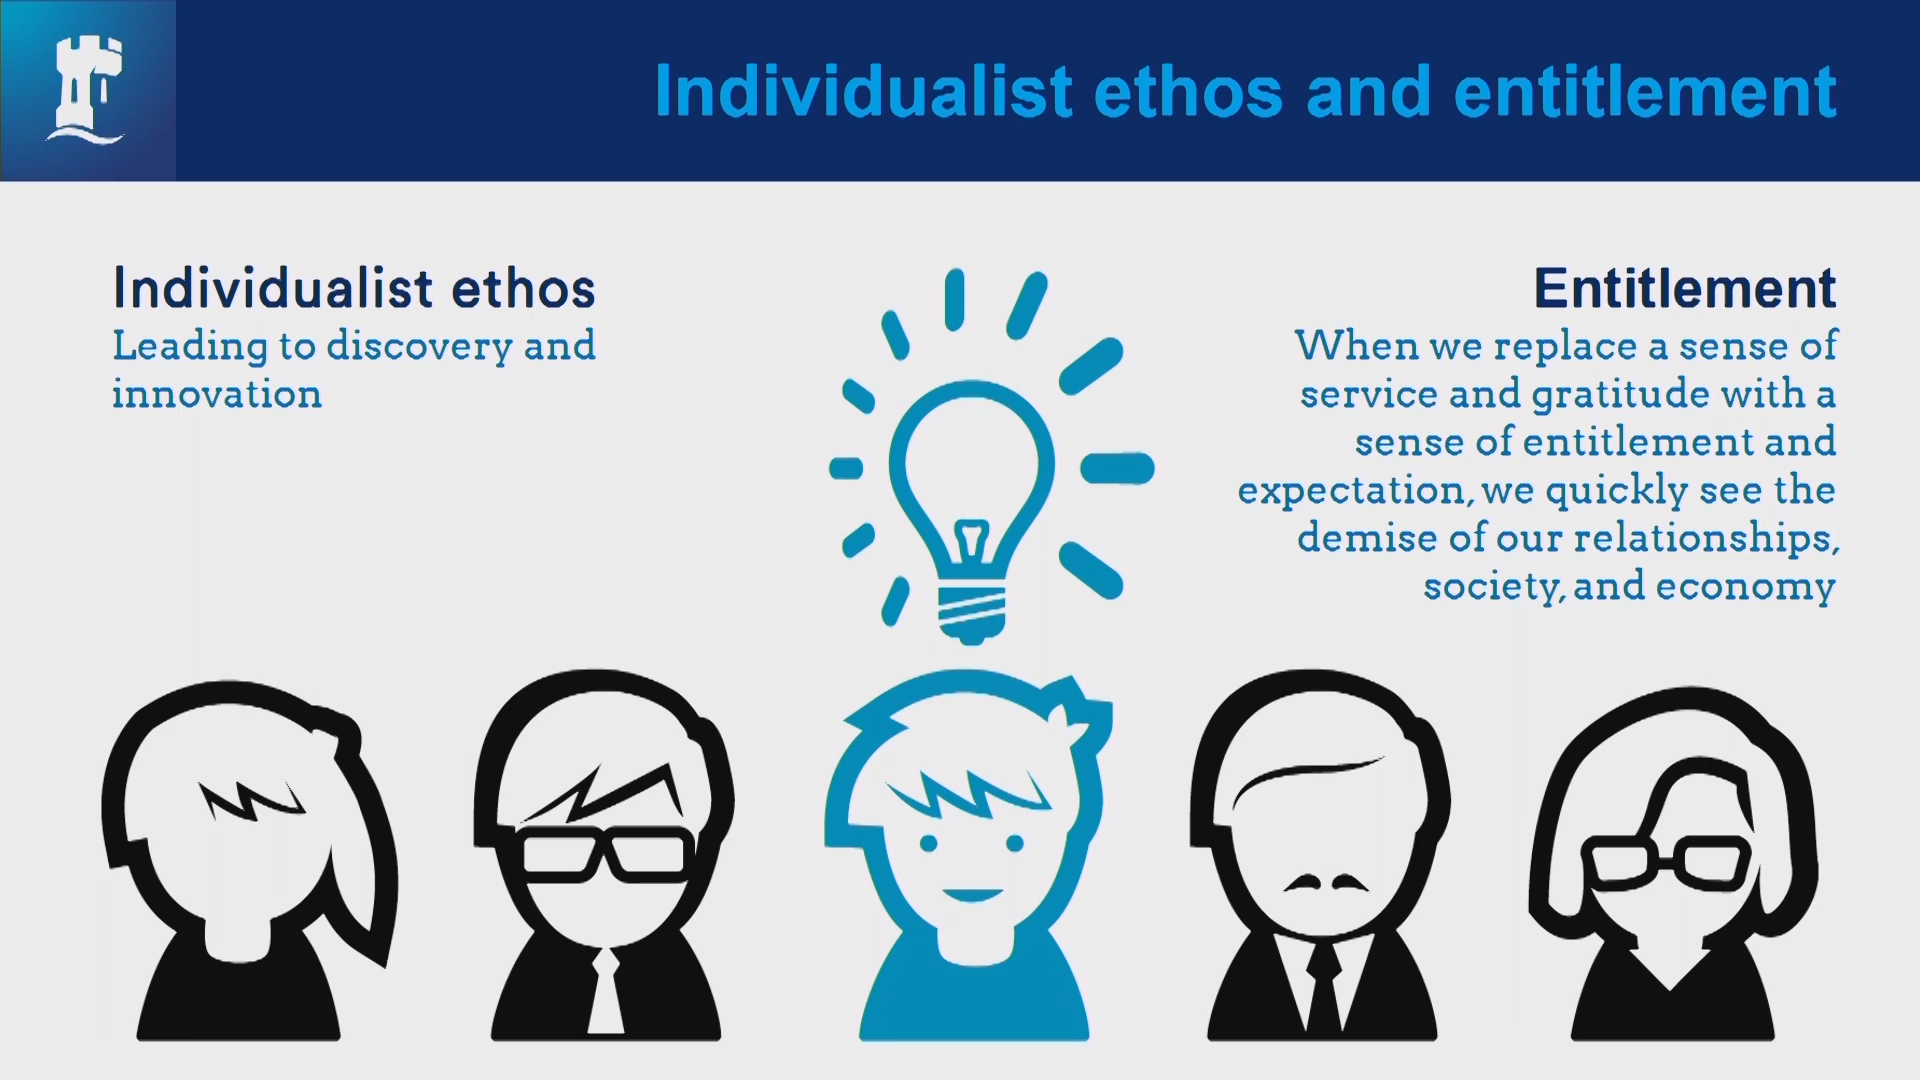 Individualist ethos and entitlement
Individualist ethos
Leading to discovery and
innovation
Entitlement
When we replace a sense of
service and gratitude with a
sense of entitlement and
expectation, we quickly see the
demise of our relationships,
society, and economy